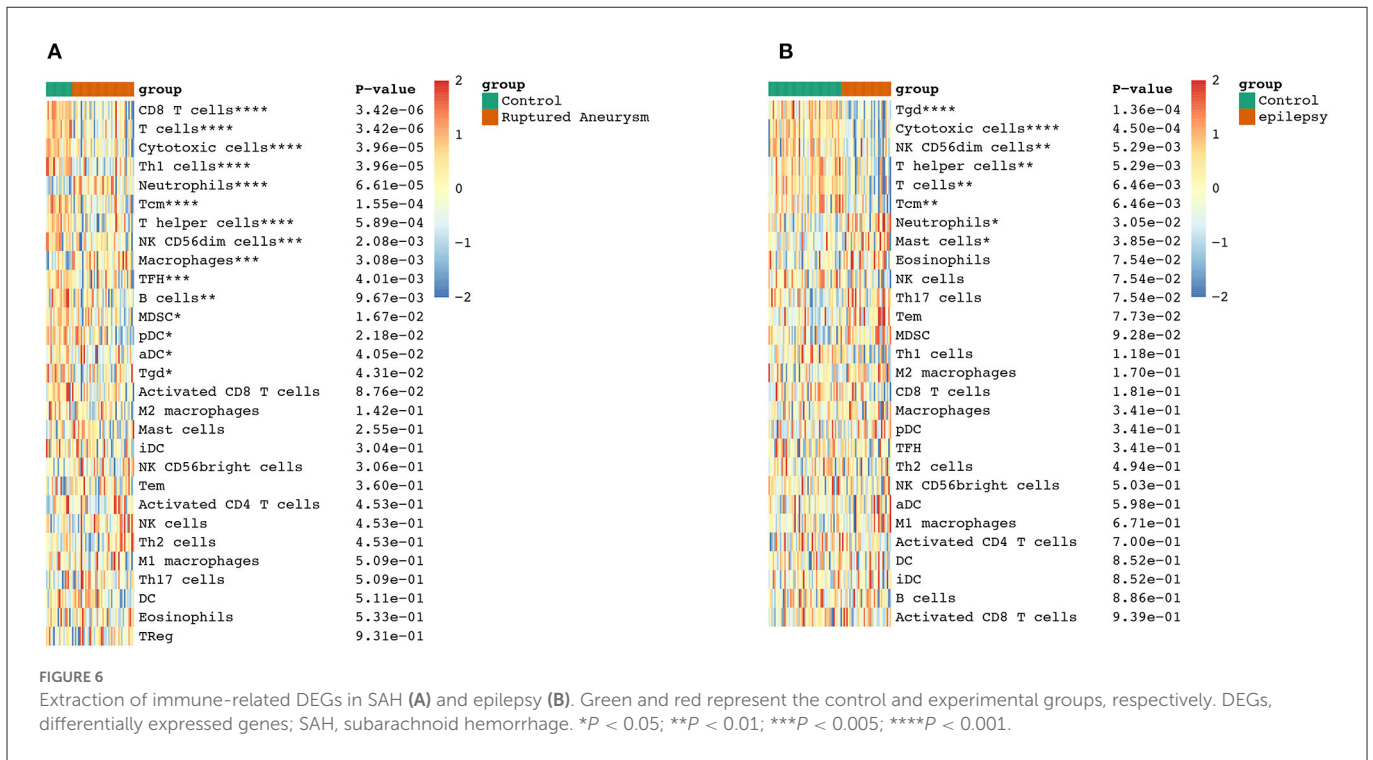 A
group P-value
CD8 T cells**** 3.42e-06
T cells**** 3.42e-06
Cytotoxic cells**** 3.96e-05
Th1 cells**** 3.96e-05
Neutrophils**** 6.61e-05
Tcm**** 1.55e-04
T helper cells**** 5.89e-04
NK CD56dim cells*** 2.08e-03
Macrophages*** 3.08e-03
TFH*** 4.01e-03
B cells** 9.67e-03
MDSC* 1.67e-02
pDC* 2.18e-02
aDC* 4.05e-02
Tgd* 4.31e-02
Activated CD8 T cells 8.76e-02
M2 macrophages 1.42e-01
Mast cells 2.55e-01
iDC 3.04e-01
NK CD56bright cells 3.06e-01
Tem 3.60e-01
Activated CD4 T cells 4.53e-01
NK cells 4.53e-01
Th2 cells 4.53e-01
M1 macrophages 5.09e-01
Th17 cells 5.09e-01
DC 5.11e-01
Eosinophils 5.33e-01
TReg 9.31e-01
2
1
0
−1
−2
group
Control
Ruptured Aneurysm
B
group P-value
Tgd**** 1.36e-04
Cytotoxic cells**** 4.50e-04
NK CD56dim cells** 5.29e-03
T helper cells** 5.29e-03
T cells** 6.46e-03
Tcm** 6.46e-03
Neutrophils* 3.05e-02
Mast cells* 3.85e-02
Eosinophils 7.54e-02
NK cells 7.54e-02
Th17 cells 7.54e-02
Tem 7.73e-02
MDSC 9.28e-02
Th1 cells 1.18e-01
M2 macrophages 1.70e-01
CD8 T cells 1.81e-01
Macrophages 3.41e-01
pDC 3.41e-01
TFH 3.41e-01
Th2 cells 4.94e-01
NK CD56bright cells 5.03e-01
aDC 5.98e-01
M1 macrophages 6.71e-01
Activated CD4 T cells 7.00e-01
DC 8.52e-01
iDC 8.52e-01
B cells 8.86e-01
Activated CD8 T cells 9.39e-01
2
1
0
−1
−2
group
Control
epilepsy
FIGURE 6
Extraction of immune-related DEGs in SAH (A) and epilepsy (B). Green and red represent the control and experimental groups, respectively. DEGs,
differentially expressed genes; SAH, subarachnoid hemorrhage. *P < 0.05; **P < 0.01; ***P < 0.005; ****P < 0.001.